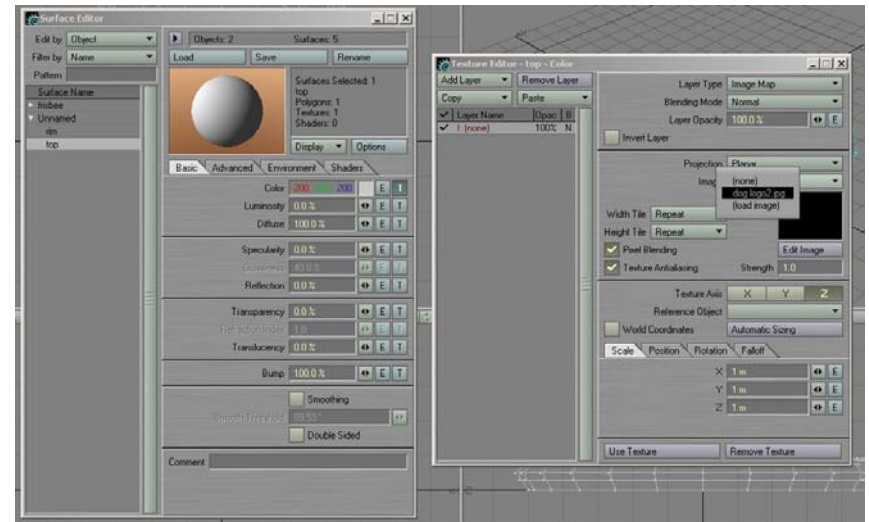 Surface Editor
Edit by Object
Filter by Name
Pattern
Surface Name
frisbee
Unnamed
rim
top
Objects: 2 Surfaces: 5
Load Save Rename
Surfaces Selected: 1
top
Polygons: 1
Textures: 1
Shaders: 0
Display Options
Basic Advanced Environment Shaders
Color 200 200 E T
Luminosity 0.0 % E T
Diffuse 100.0 % E T
Specularity 0.0 % E T
Glossiness 40.0 % E T
Reflection 0.0 % E T
Transparency 0.0 % E T
Refraction Index 1.0 E T
Translucency 0.0 % E T
Bump 100.0 % E T
Smoothing
Smooth Threshold 89.53 °
Double Sided
Comment
Texture Editor - top - Color
Add Layer Remove Layer
Copy Paste
Layer Name Opac B
(none) 100% N
Layer Type Image Map
Blending Mode Normal
Layer Opacity 100.0 % E
Invert Layer
Projection Planar
Imag
(none)
dog logo2.jpg
(load image)
Width Tile Repeat
Height Tile Repeat
Pixel Blending Edit Image
Texture Antialiasing Strength 1.0
Texture Axis X Y Z
Reference Object
World Coordinates Automatic Sizing
Scale Position Rotation Falloff
X 1 m E
Y 1 m E
Z 1 m E
Use Texture Remove Texture